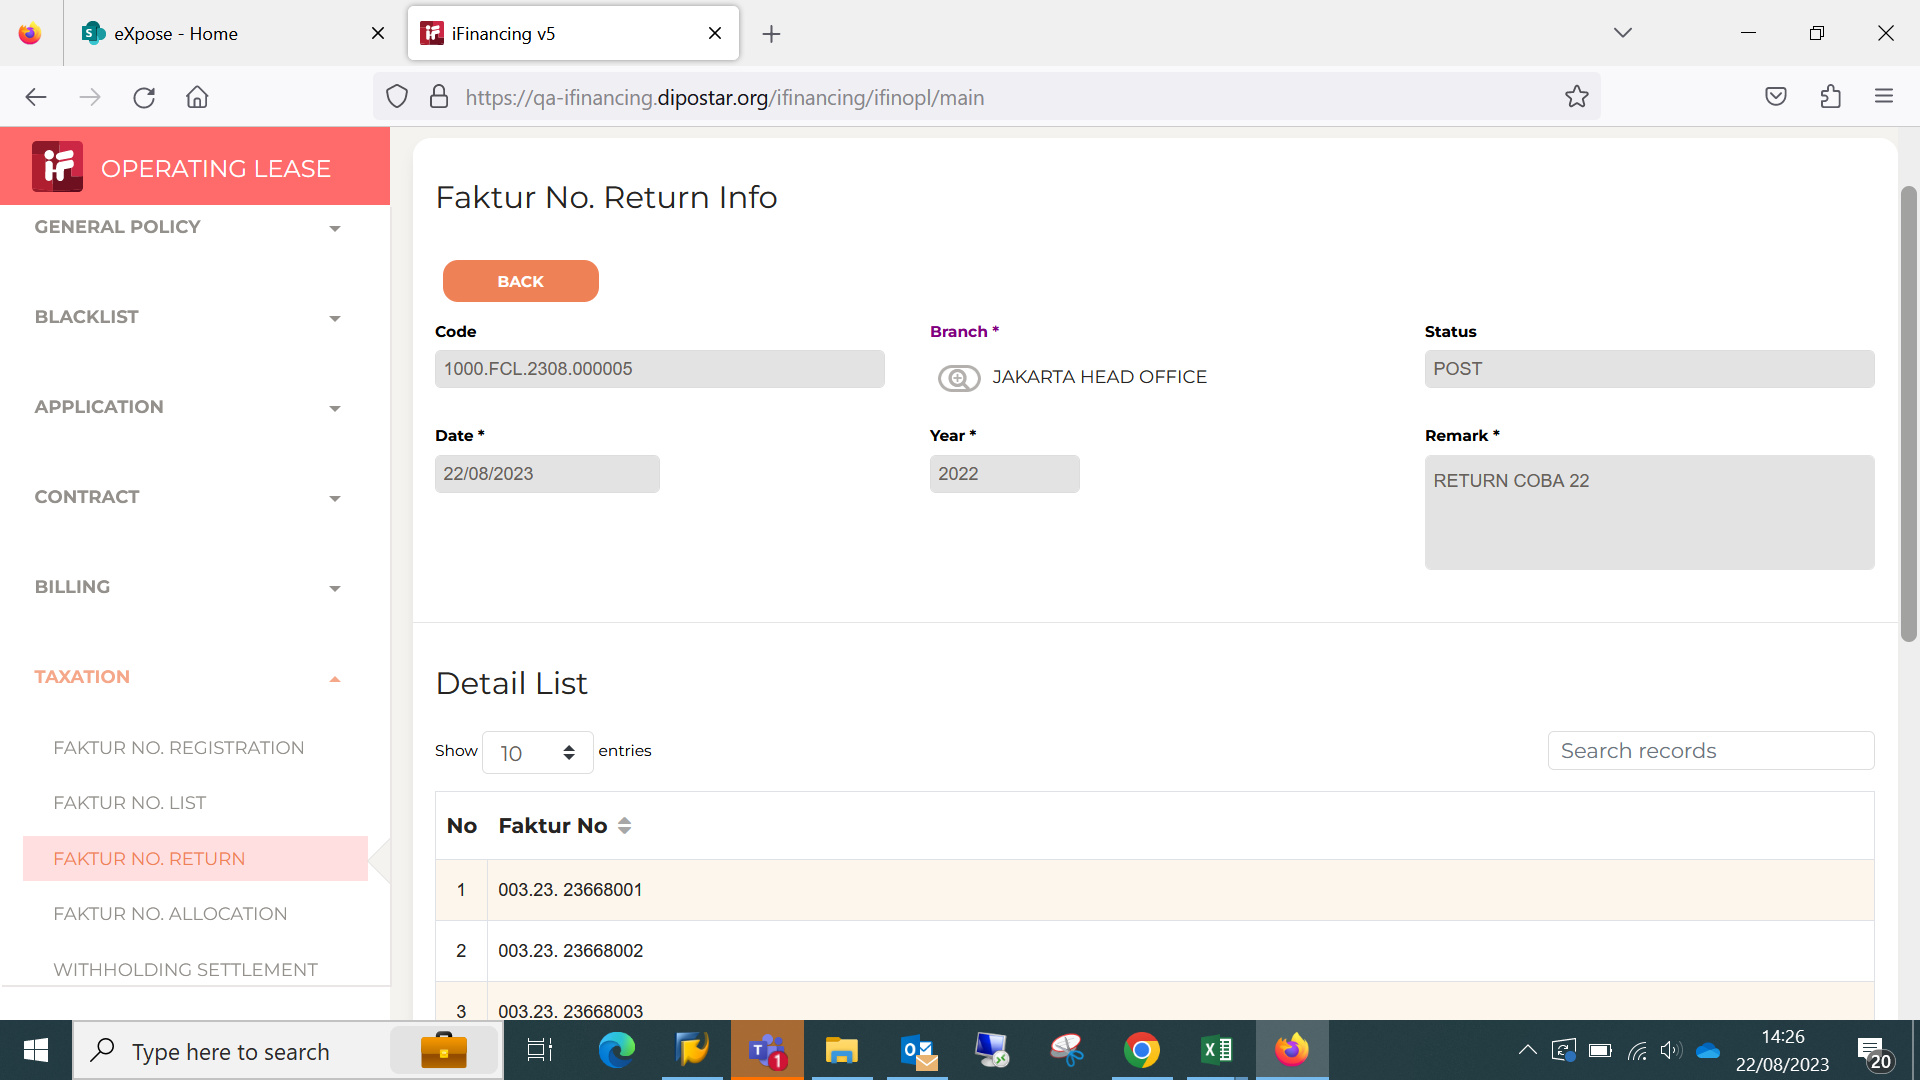 eXpose - Home
iFinancing v5
https://qa-ifinancing.dipostar.org/ifinancing/ifinopl/main
iF OPERATING LEASE
GENERAL POLICY
BLACKLIST
APPLICATION
CONTRACT
BILLING
TAXATION
FAKTUR NO. REGISTRATION
FAKTUR NO. LIST
FAKTUR NO. RETURN
FAKTUR NO. ALLOCATION
WITHHOLDING SETTLEMENT
Faktur No. Return Info
BACK
Code
1000.FCL.2308.000005
Branch *
JAKARTA HEAD OFFICE
Status
POST
Date *
22/08/2023
Year *
2022
Remark *
RETURN COBA 22
Detail List
Show 10 entries
Search records
No Faktur No
1 003.23. 23668001
2 003.23. 23668002
3 003.23. 23668003
Type here to search
1
14:26
22/08/2023
20